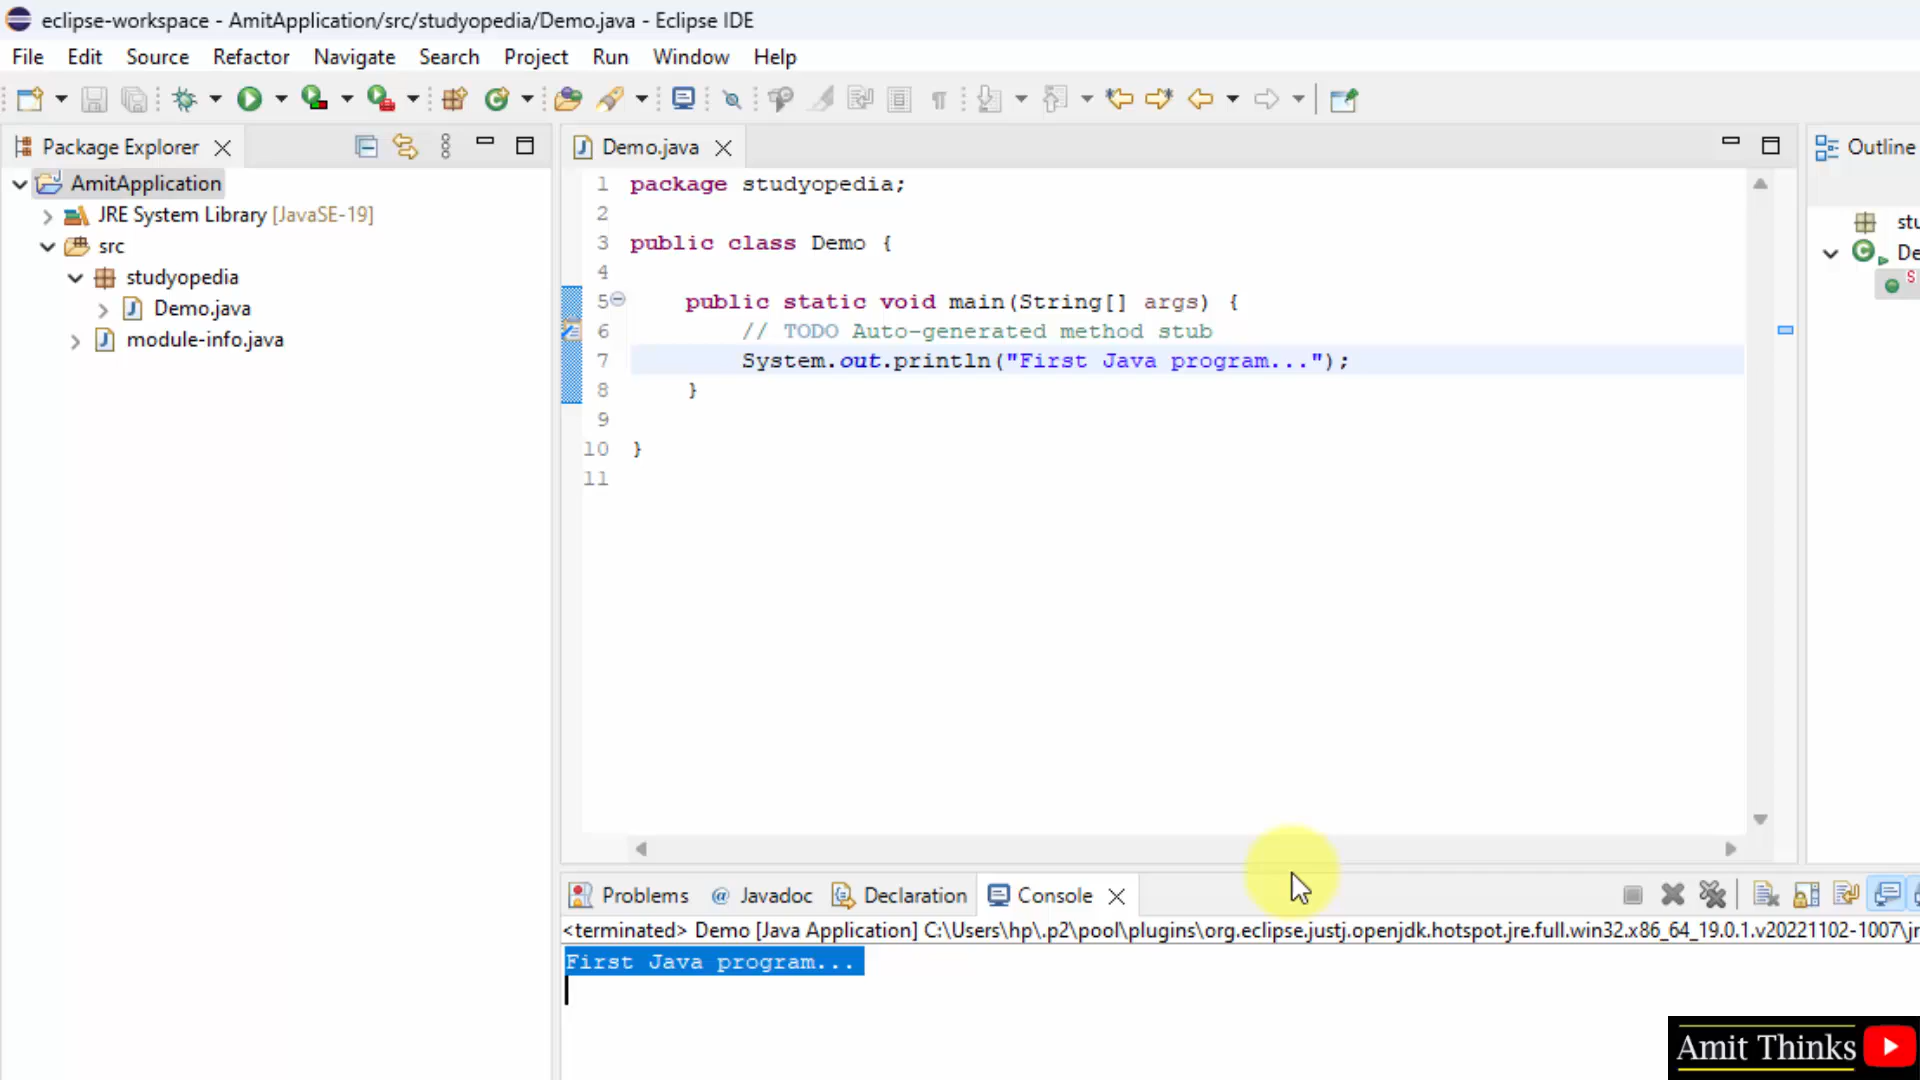 eclipse-workspace - AmitApplication/src/studyopedia/Demo.java - Eclipse IDE
File Edit Source Refactor Navigate Search Project Run Window Help
Package Explorer
AmitApplication
JRE System Library [JavaSE-19]
src
studyopedia
Demo.java
module-info.java
Demo.java
1 package studyopedia;
2
3 public class Demo {
4
5 public static void main(String[] args) {
6 // TODO Auto-generated method stub
7 System.out.println("First Java program...");
8 }
9
10 }
11
Outline
stu
De
S
Problems @ Javadoc Declaration Console
<terminated> Demo [Java Application] C:\Users\hp\.p2\pool\plugins\org.eclipse.justj.openjdk.hotspot.jre.full.win32.x86_64_19.0.1.v20221102-1007\jr
First Java program...
Amit Thinks